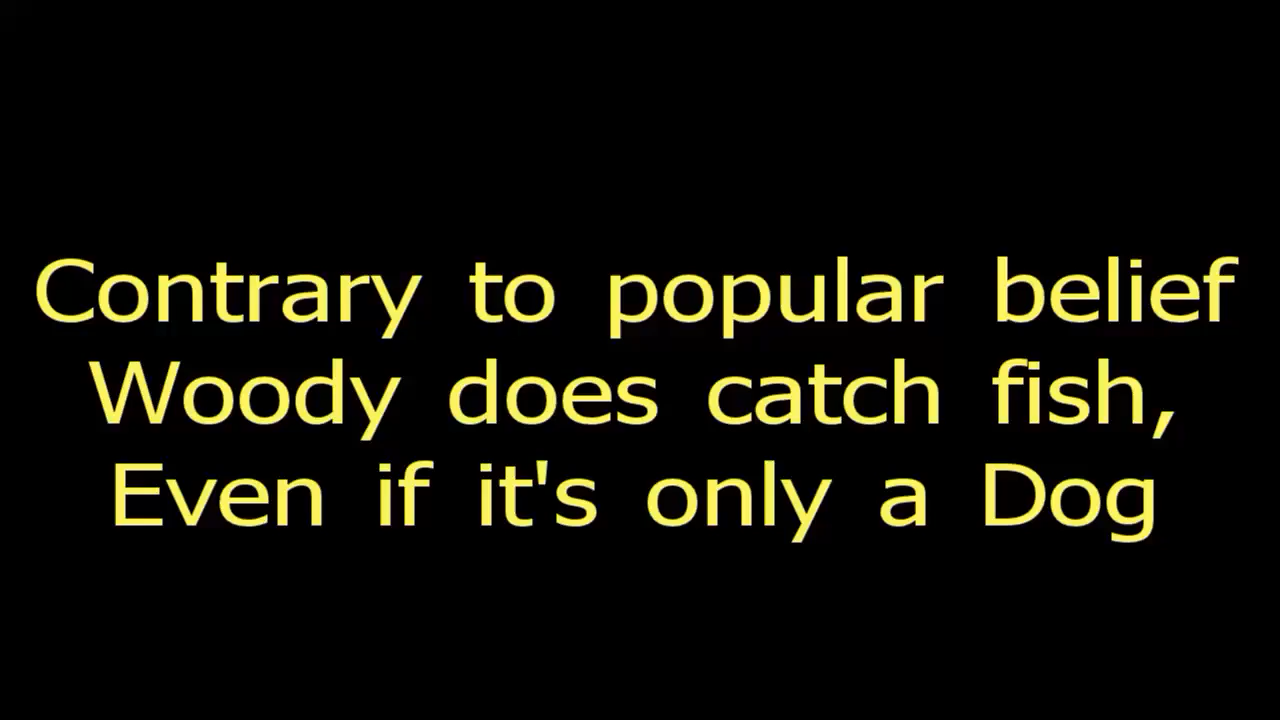 Contrary to popular belief
Woody does catch fish,
Even if it's only a Dog